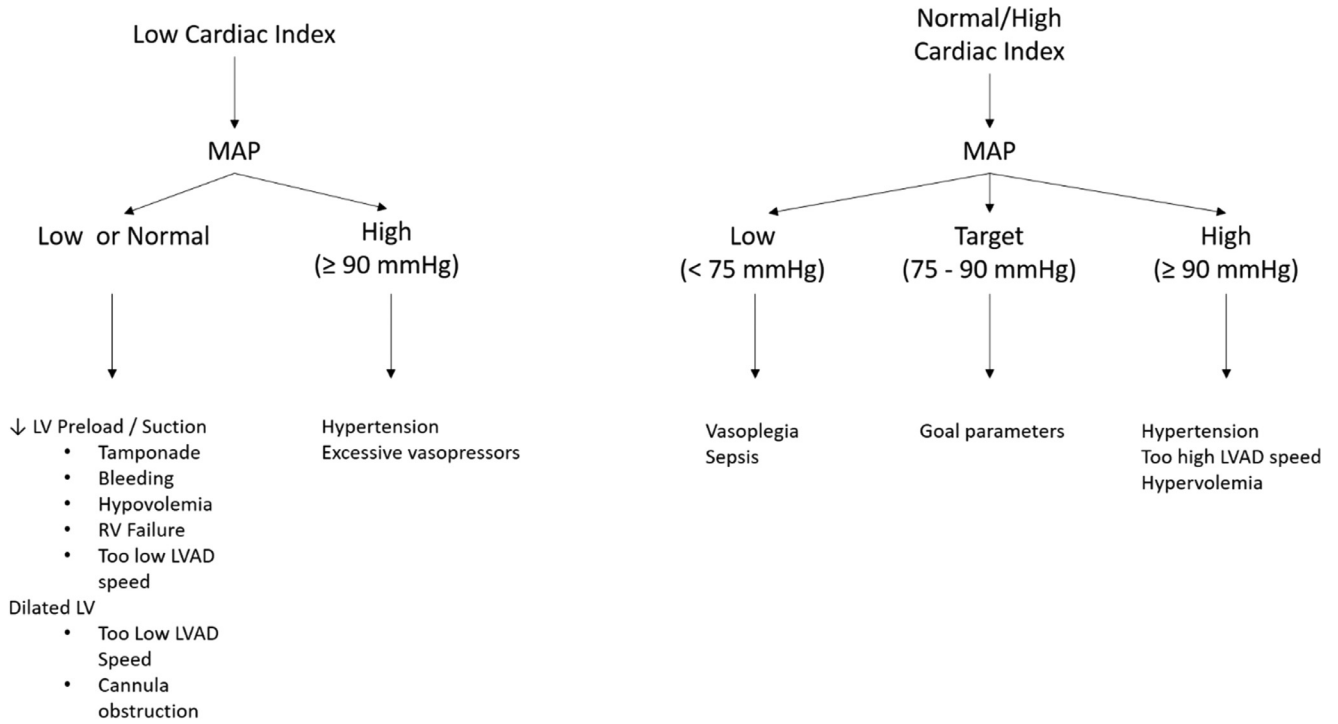 Low Cardiac Index
MAP
Low or Normal
High
(≥ 90 mmHg)
↓ LV Preload / Suction
• Tamponade
• Bleeding
• Hypovolemia
• RV Failure
• Too low LVAD
speed
Dilated LV
• Too Low LVAD
Speed
• Cannula
obstruction
Hypertension
Excessive vasopressors
Normal/High
Cardiac Index
MAP
Low
(< 75 mmHg)
Target
(75 - 90 mmHg)
High
(≥ 90 mmHg)
Vasoplegia
Sepsis
Goal parameters
Hypertension
Too high LVAD speed
Hypervolemia